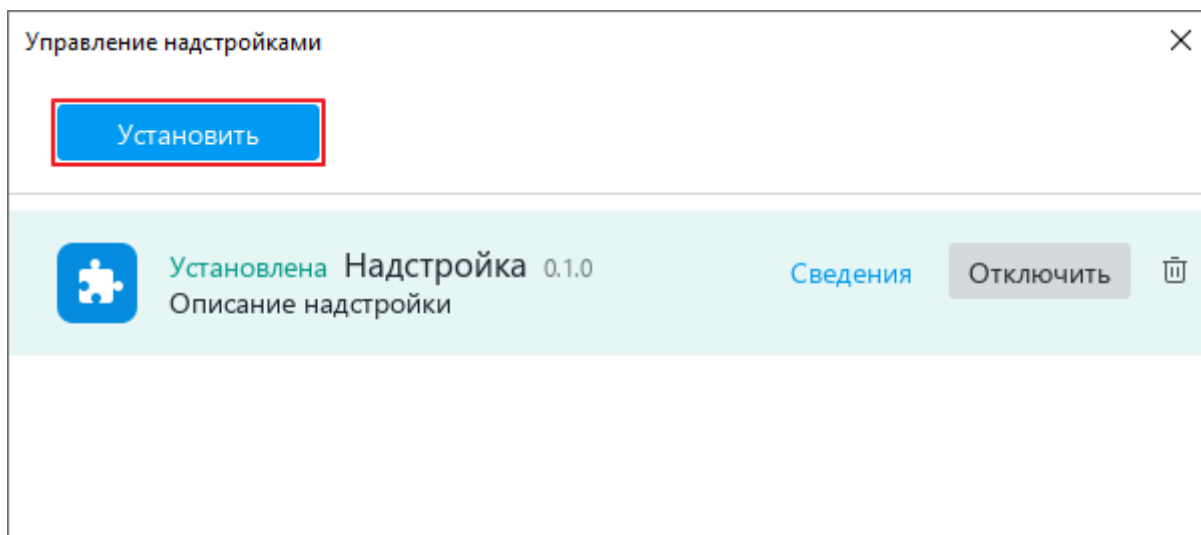 Управление надстройками
Установить
Установлена Надстройка 0.1.0 Сведения Отключить
Описание надстройки